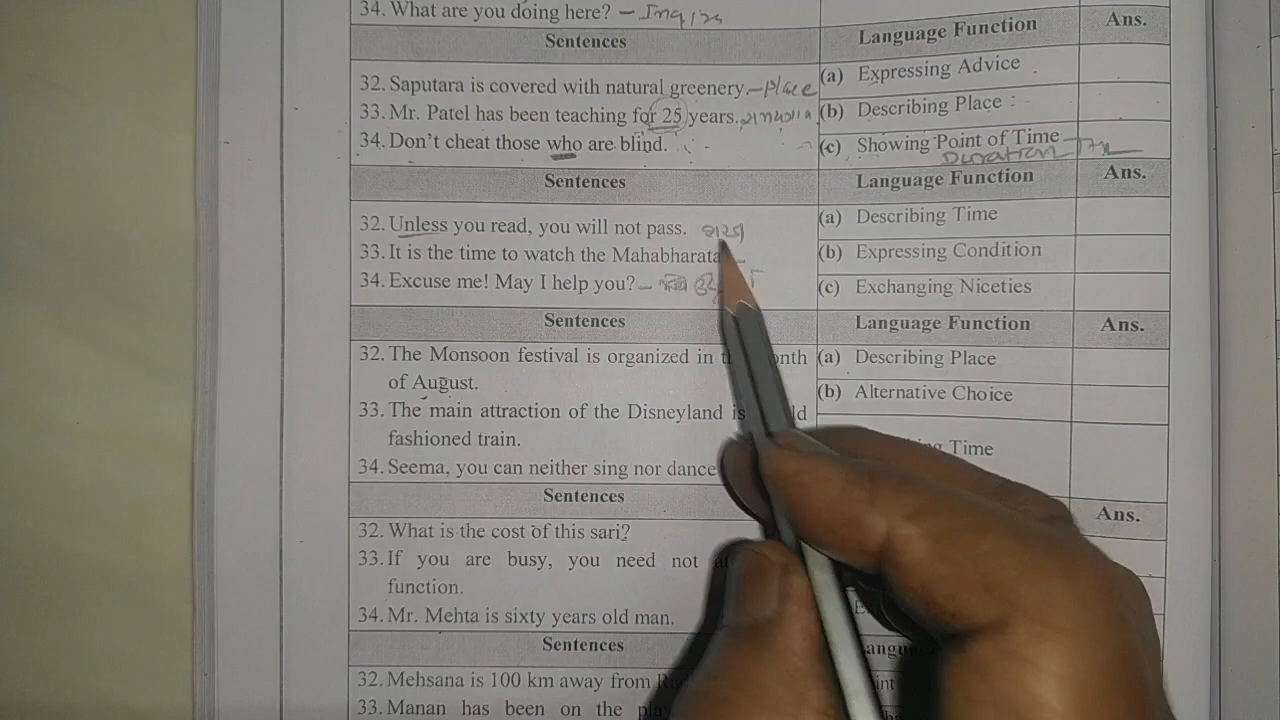 34. What are you doing here? –
Sentences
Language Function
Ans.
32. Saputara is covered with natural greenery. – place
33. Mr. Patel has been teaching for 25 years.
34. Don't cheat those who are blind.
(a) Expressing Advice
(b) Describing Place :
(c) Showing Point of Time
Duration
Sentences
Language Function
Ans.
32. Unless you read, you will not pass. શરત
33. It is the time to watch the Mahabharata
34. Excuse me! May I help you? –
(a) Describing Time
(b) Expressing Condition
(c) Exchanging Niceties
Sentences
Language Function
Ans.
32. The Monsoon festival is organized in
of August.
33. The main attraction of the Disneyland is
fashioned train.
34. Seema, you can neither sing nor dance
(a) Describing Place
(b) Alternative Choice
Time
Sentences
Ans.
32. What is the cost of this sari?
33. If you are busy, you need not
function.
34. Mr. Mehta is sixty years old man.
Sentences
32. Mehsana is 100 km away from
33. Manan has been on the